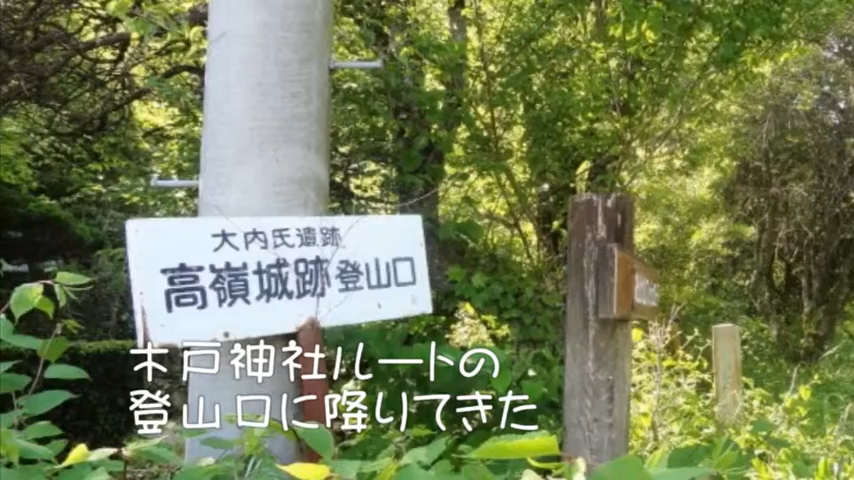 大内氏遺跡
高嶺城跡登山口
木戸神社ルートの
登山口に降りてきた